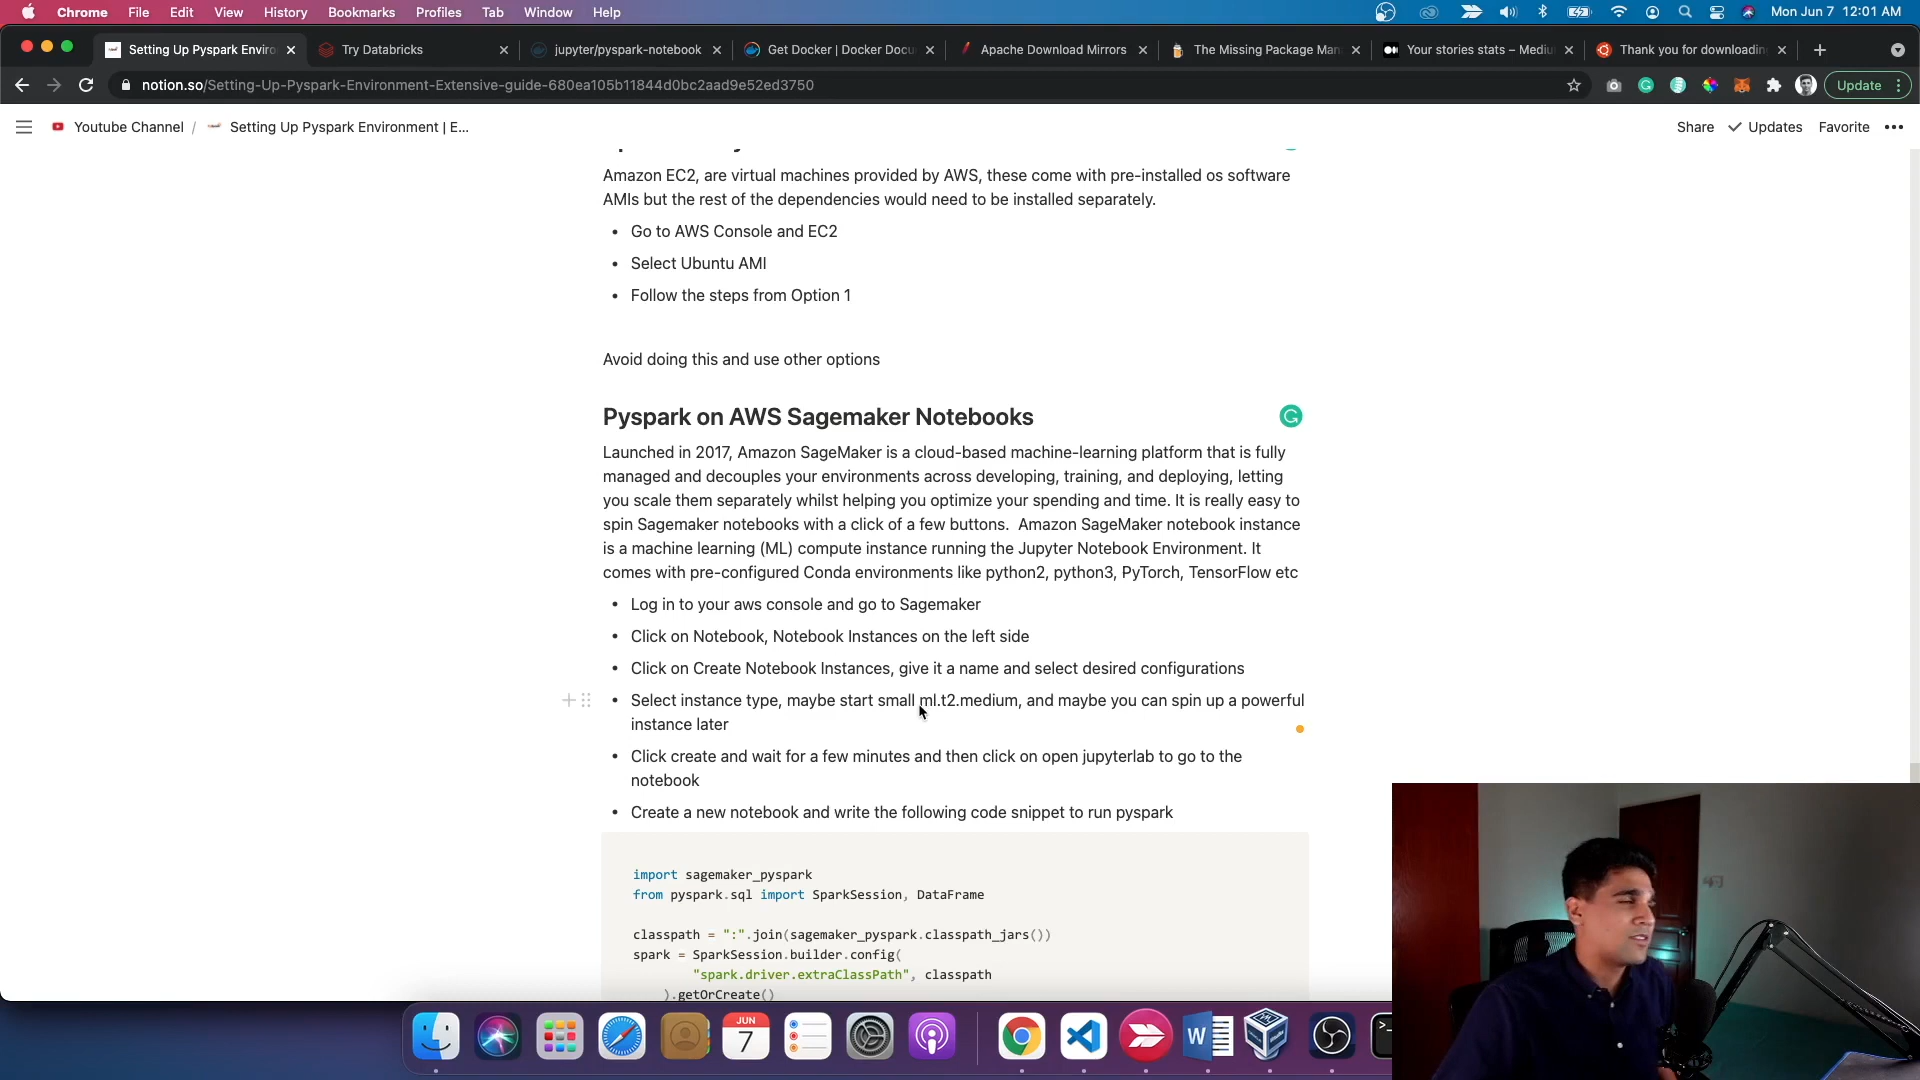 Chrome File Edit View History Bookmarks Profiles Tab Window Help Mon Jun 7 12:01 AM
Setting Up Pyspark Enviro Try Databricks jupyter/pyspark-notebook Get Docker | Docker Docu Apache Download Mirrors The Missing Package Man Your stories stats – Mediu Thank you for downloadin
notion.so/Setting-Up-Pyspark-Environment-Extensive-guide-680ea105b11844d0bc2aad9e52ed3750 Update
Youtube Channel / Setting Up Pyspark Environment | E... Share Updates Favorite
Amazon EC2, are virtual machines provided by AWS, these come with pre-installed os software
AMIs but the rest of the dependencies would need to be installed separately.
• Go to AWS Console and EC2
• Select Ubuntu AMI
• Follow the steps from Option 1
Avoid doing this and use other options
Pyspark on AWS Sagemaker Notebooks
Launched in 2017, Amazon SageMaker is a cloud-based machine-learning platform that is fully
managed and decouples your environments across developing, training, and deploying, letting
you scale them separately whilst helping you optimize your spending and time. It is really easy to
spin Sagemaker notebooks with a click of a few buttons.  Amazon SageMaker notebook instance
is a machine learning (ML) compute instance running the Jupyter Notebook Environment. It
comes with pre-configured Conda environments like python2, python3, PyTorch, TensorFlow etc
• Log in to your aws console and go to Sagemaker
• Click on Notebook, Notebook Instances on the left side
• Click on Create Notebook Instances, give it a name and select desired configurations
• Select instance type, maybe start small ml.t2.medium, and maybe you can spin up a powerful
instance later
• Click create and wait for a few minutes and then click on open jupyterlab to go to the
notebook
• Create a new notebook and write the following code snippet to run pyspark
import sagemaker_pyspark
from pyspark.sql import SparkSession, DataFrame
classpath = ":".join(sagemaker_pyspark.classpath_jars())
spark = SparkSession.builder.config(
"spark.driver.extraClassPath", classpath
).getOrCreate()
JUN
7